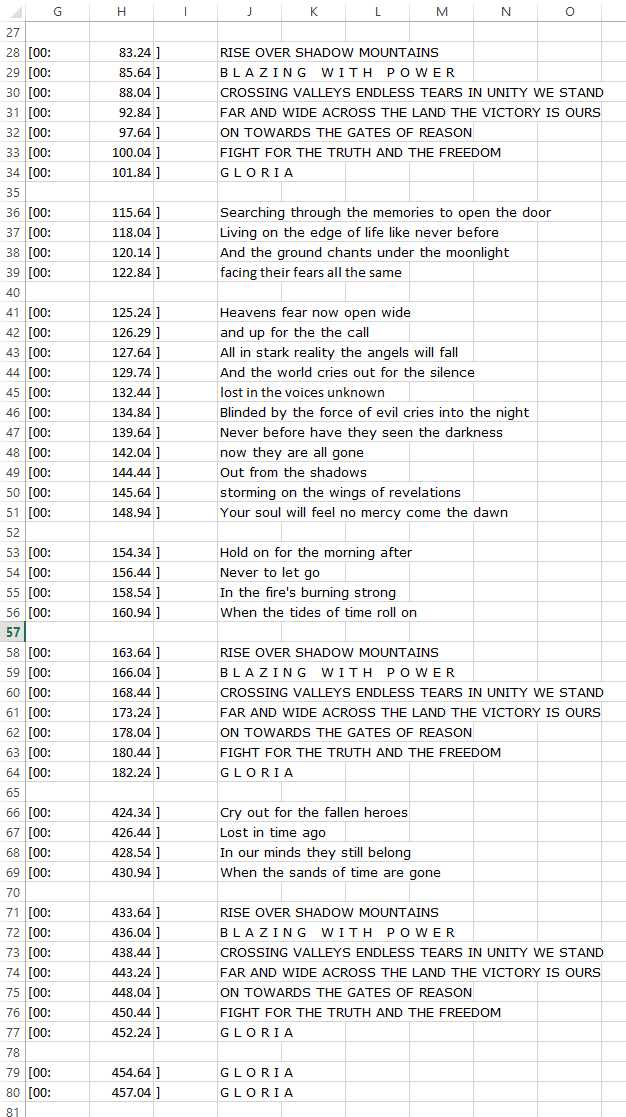 G H I J K L M N O
27
28 [00: 83.24 ] RISE OVER SHADOW MOUNTAINS
29 [00: 85.64 ] B L A Z I N G W I T H P O W E R
30 [00: 88.04 ] CROSSING VALLEYS ENDLESS TEARS IN UNITY WE STAND
31 [00: 92.84 ] FAR AND WIDE ACROSS THE LAND THE VICTORY IS OURS
32 [00: 97.64 ] ON TOWARDS THE GATES OF REASON
33 [00: 100.04 ] FIGHT FOR THE TRUTH AND THE FREEDOM
34 [00: 101.84 ] G L O R I A
35
36 [00: 115.64 ] Searching through the memories to open the door
37 [00: 118.04 ] Living on the edge of life like never before
38 [00: 120.14 ] And the ground chants under the moonlight
39 [00: 122.84 ] facing their fears all the same
40
41 [00: 125.24 ] Heavens fear now open wide
42 [00: 126.29 ] and up for the the call
43 [00: 127.64 ] All in stark reality the angels will fall
44 [00: 129.74 ] And the world cries out for the silence
45 [00: 132.44 ] lost in the voices unknown
46 [00: 134.84 ] Blinded by the force of evil cries into the night
47 [00: 139.64 ] Never before have they seen the darkness
48 [00: 142.04 ] now they are all gone
49 [00: 144.44 ] Out from the shadows
50 [00: 145.64 ] storming on the wings of revelations
51 [00: 148.94 ] Your soul will feel no mercy come the dawn
52
53 [00: 154.34 ] Hold on for the morning after
54 [00: 156.44 ] Never to let go
55 [00: 158.54 ] In the fire's burning strong
56 [00: 160.94 ] When the tides of time roll on
57
58 [00: 163.64 ] RISE OVER SHADOW MOUNTAINS
59 [00: 166.04 ] B L A Z I N G W I T H P O W E R
60 [00: 168.44 ] CROSSING VALLEYS ENDLESS TEARS IN UNITY WE STAND
61 [00: 173.24 ] FAR AND WIDE ACROSS THE LAND THE VICTORY IS OURS
62 [00: 178.04 ] ON TOWARDS THE GATES OF REASON
63 [00: 180.44 ] FIGHT FOR THE TRUTH AND THE FREEDOM
64 [00: 182.24 ] G L O R I A
65
66 [00: 424.34 ] Cry out for the fallen heroes
67 [00: 426.44 ] Lost in time ago
68 [00: 428.54 ] In our minds they still belong
69 [00: 430.94 ] When the sands of time are gone
70
71 [00: 433.64 ] RISE OVER SHADOW MOUNTAINS
72 [00: 436.04 ] B L A Z I N G W I T H P O W E R
73 [00: 438.44 ] CROSSING VALLEYS ENDLESS TEARS IN UNITY WE STAND
74 [00: 443.24 ] FAR AND WIDE ACROSS THE LAND THE VICTORY IS OURS
75 [00: 448.04 ] ON TOWARDS THE GATES OF REASON
76 [00: 450.44 ] FIGHT FOR THE TRUTH AND THE FREEDOM
77 [00: 452.24 ] G L O R I A
78
79 [00: 454.64 ] G L O R I A
80 [00: 457.04 ] G L O R I A
81